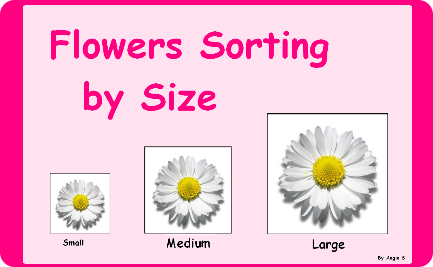 Flowers Sorting
by Size
Small
Medium
Large
By Angie S